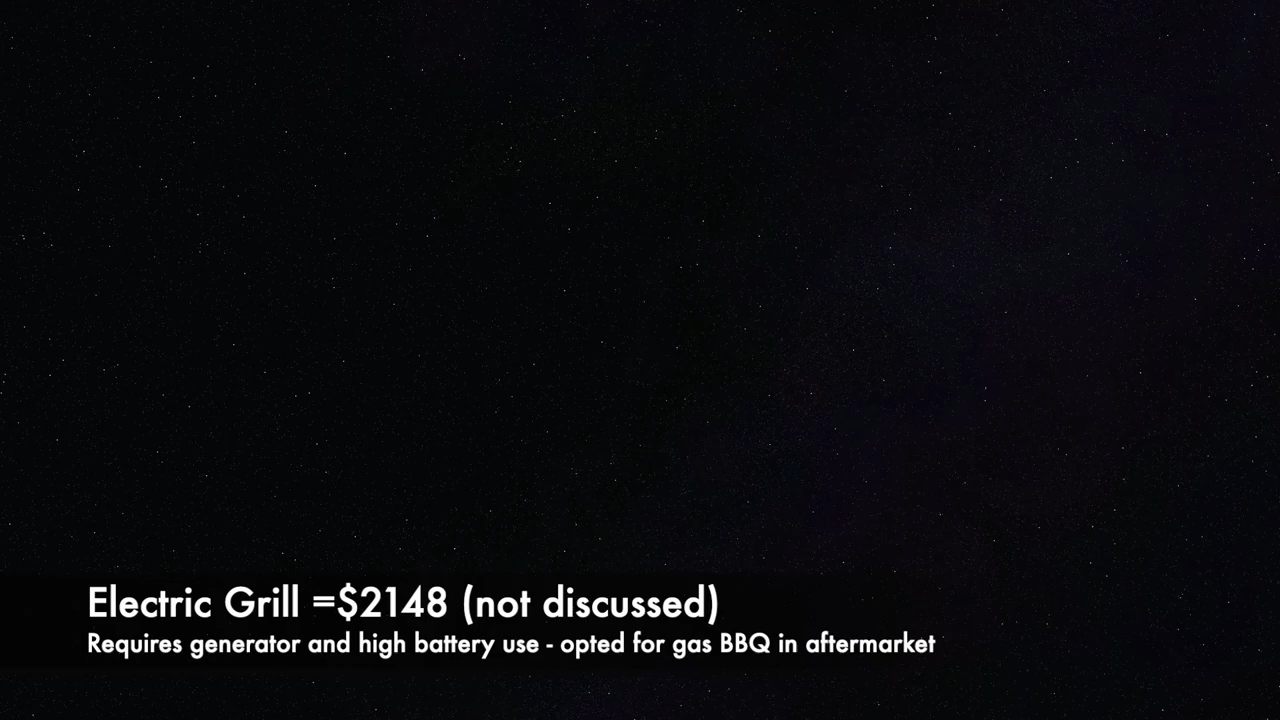 Electric Grill =$2148 (not discussed)
Requires generator and high battery use - opted for gas BBQ in aftermarket